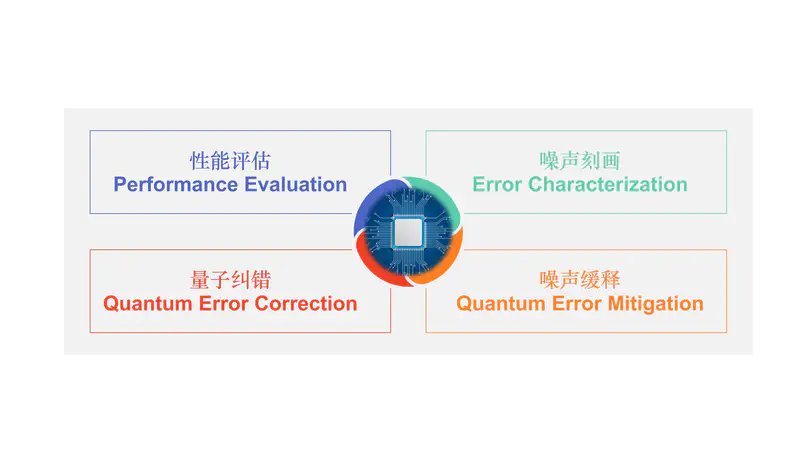 性能评估
Performance Evaluation
噪声刻画
Error Characterization
量子纠错
Quantum Error Correction
噪声缓释
Quantum Error Mitigation